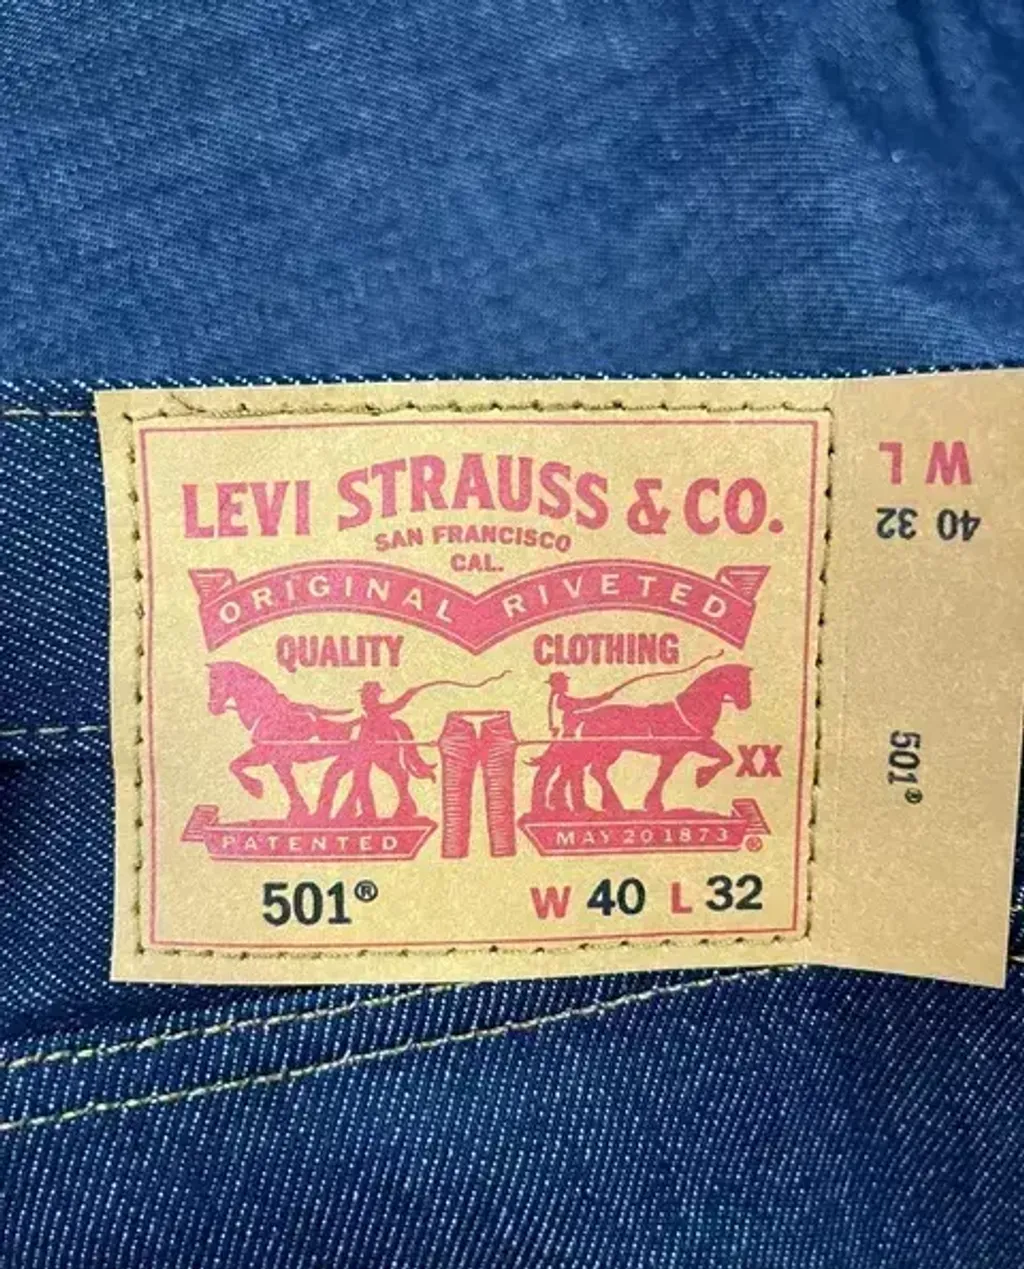 LEVI STRAUSS & CO.
SAN FRANCISCO
CAL.
ORIGINAL RIVETED
QUALITY CLOTHING
XX
PATENTED MAY 20 1873 ®
501® W 40 L 32
W L
40 32
501®